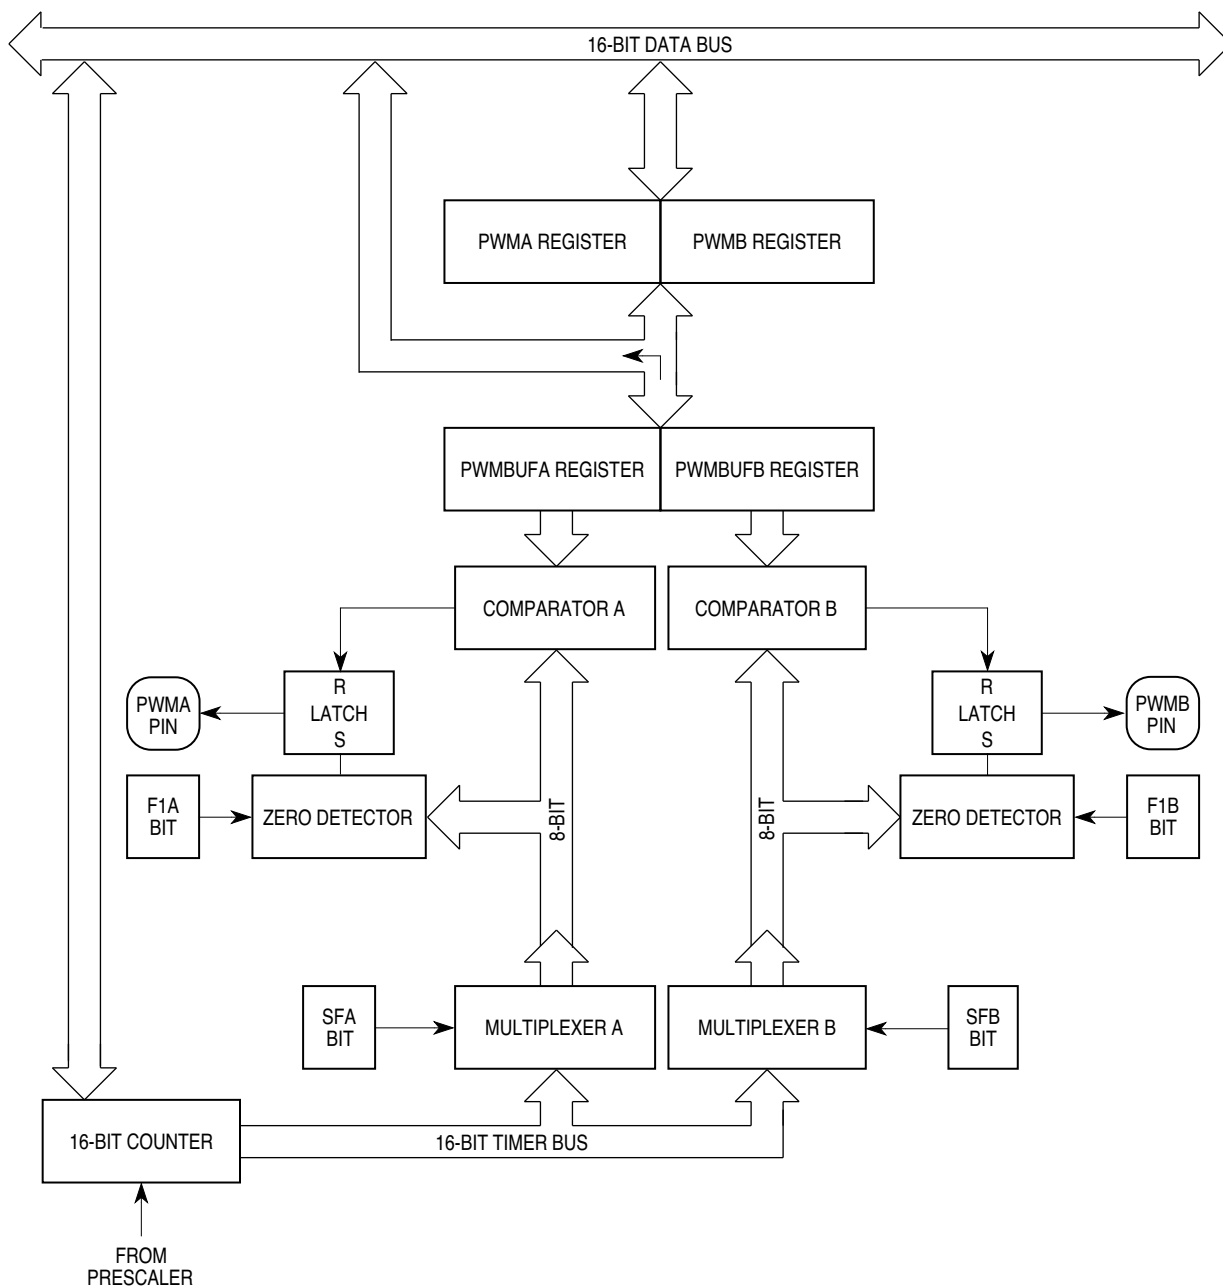 16-BIT DATA BUS
PWMA REGISTER
PWMB REGISTER
PWMBUFA REGISTER
PWMBUFB REGISTER
COMPARATOR A
COMPARATOR B
R
LATCH
S
PWMA
PIN
R
LATCH
S
PWMB
PIN
F1A
BIT
ZERO DETECTOR
8-BIT
8-BIT
ZERO DETECTOR
F1B
BIT
SFA
BIT
MULTIPLEXER A
MULTIPLEXER B
SFB
BIT
16-BIT COUNTER
16-BIT TIMER BUS
FROM
PRESCALER